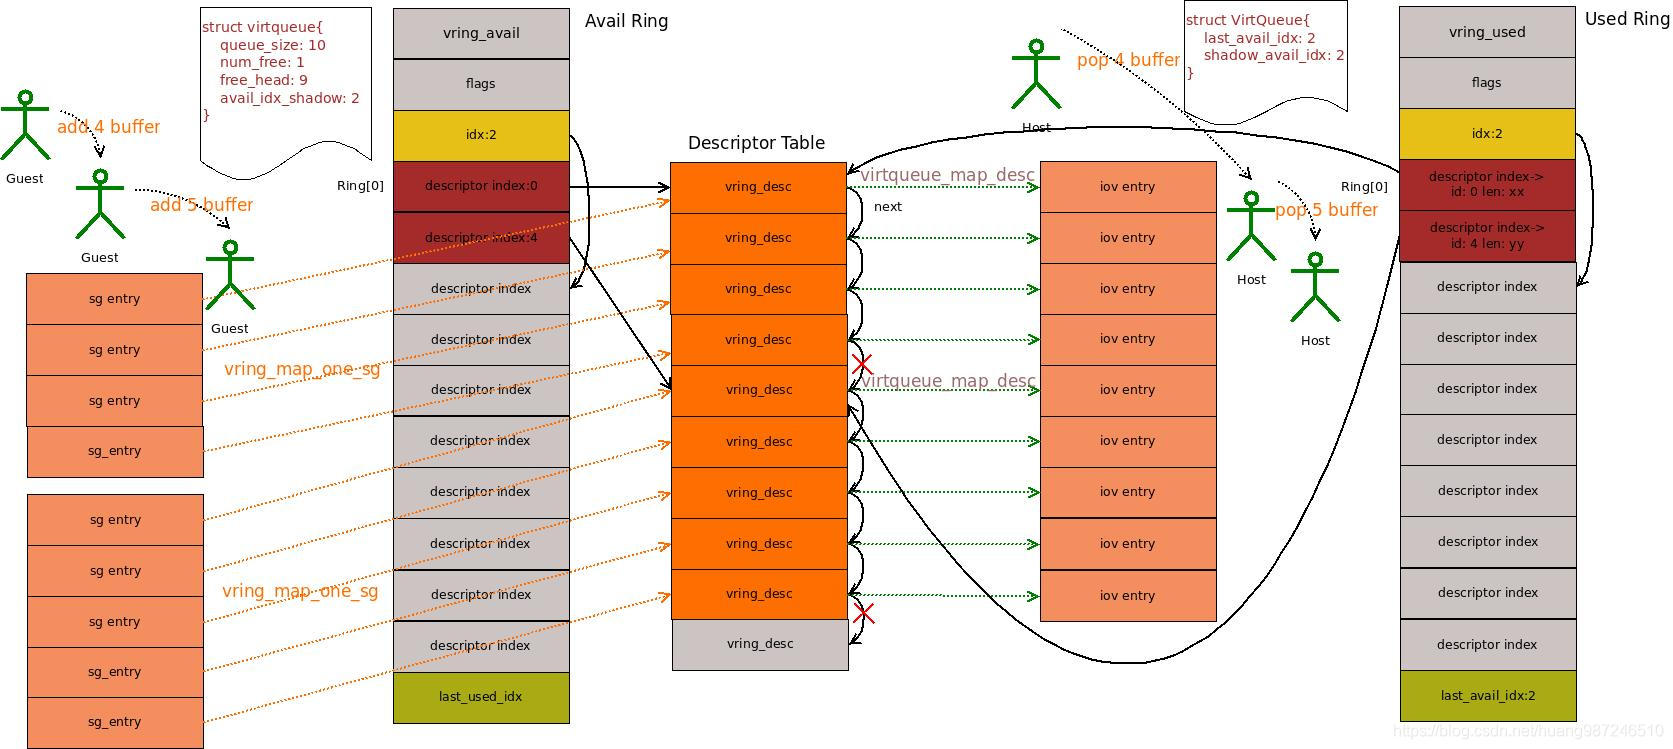 struct virtqueue{
queue_size: 10
num_free: 1
free_head: 9
avail_idx_shadow: 2
}
add 4 buffer
Guest
add 5 buffer
Guest
Guest
sg entry
sg entry
sg entry
sg_entry
vring_map_one_sg
sg entry
sg entry
sg entry
sg_entry
sg_entry
vring_map_one_sg
Avail Ring
vring_avail
flags
idx:2
Ring[0]
descriptor index:0
descriptor index:4
descriptor index
descriptor index
descriptor index
descriptor index
descriptor index
descriptor index
descriptor index
descriptor index
last_used_idx
Descriptor Table
vring_desc
vring_desc
vring_desc
vring_desc
vring_desc
vring_desc
vring_desc
vring_desc
vring_desc
vring_desc
next
virtqueue_map_desc
virtqueue_map_desc
iov entry
iov entry
iov entry
iov entry
iov entry
iov entry
iov entry
iov entry
iov entry
Host
pop 4 buffer
struct VirtQueue{
last_avail_idx: 2
shadow_avail_idx: 2
}
Host
pop 5 buffer
Host
Used Ring
vring_used
flags
idx:2
Ring[0]
descriptor index->
id: 0 len: xx
descriptor index->
id: 4 len: yy
descriptor index
descriptor index
descriptor index
descriptor index
descriptor index
descriptor index
descriptor index
descriptor index
last_avail_idx:2
https://blog.csdn.net/huang987246510